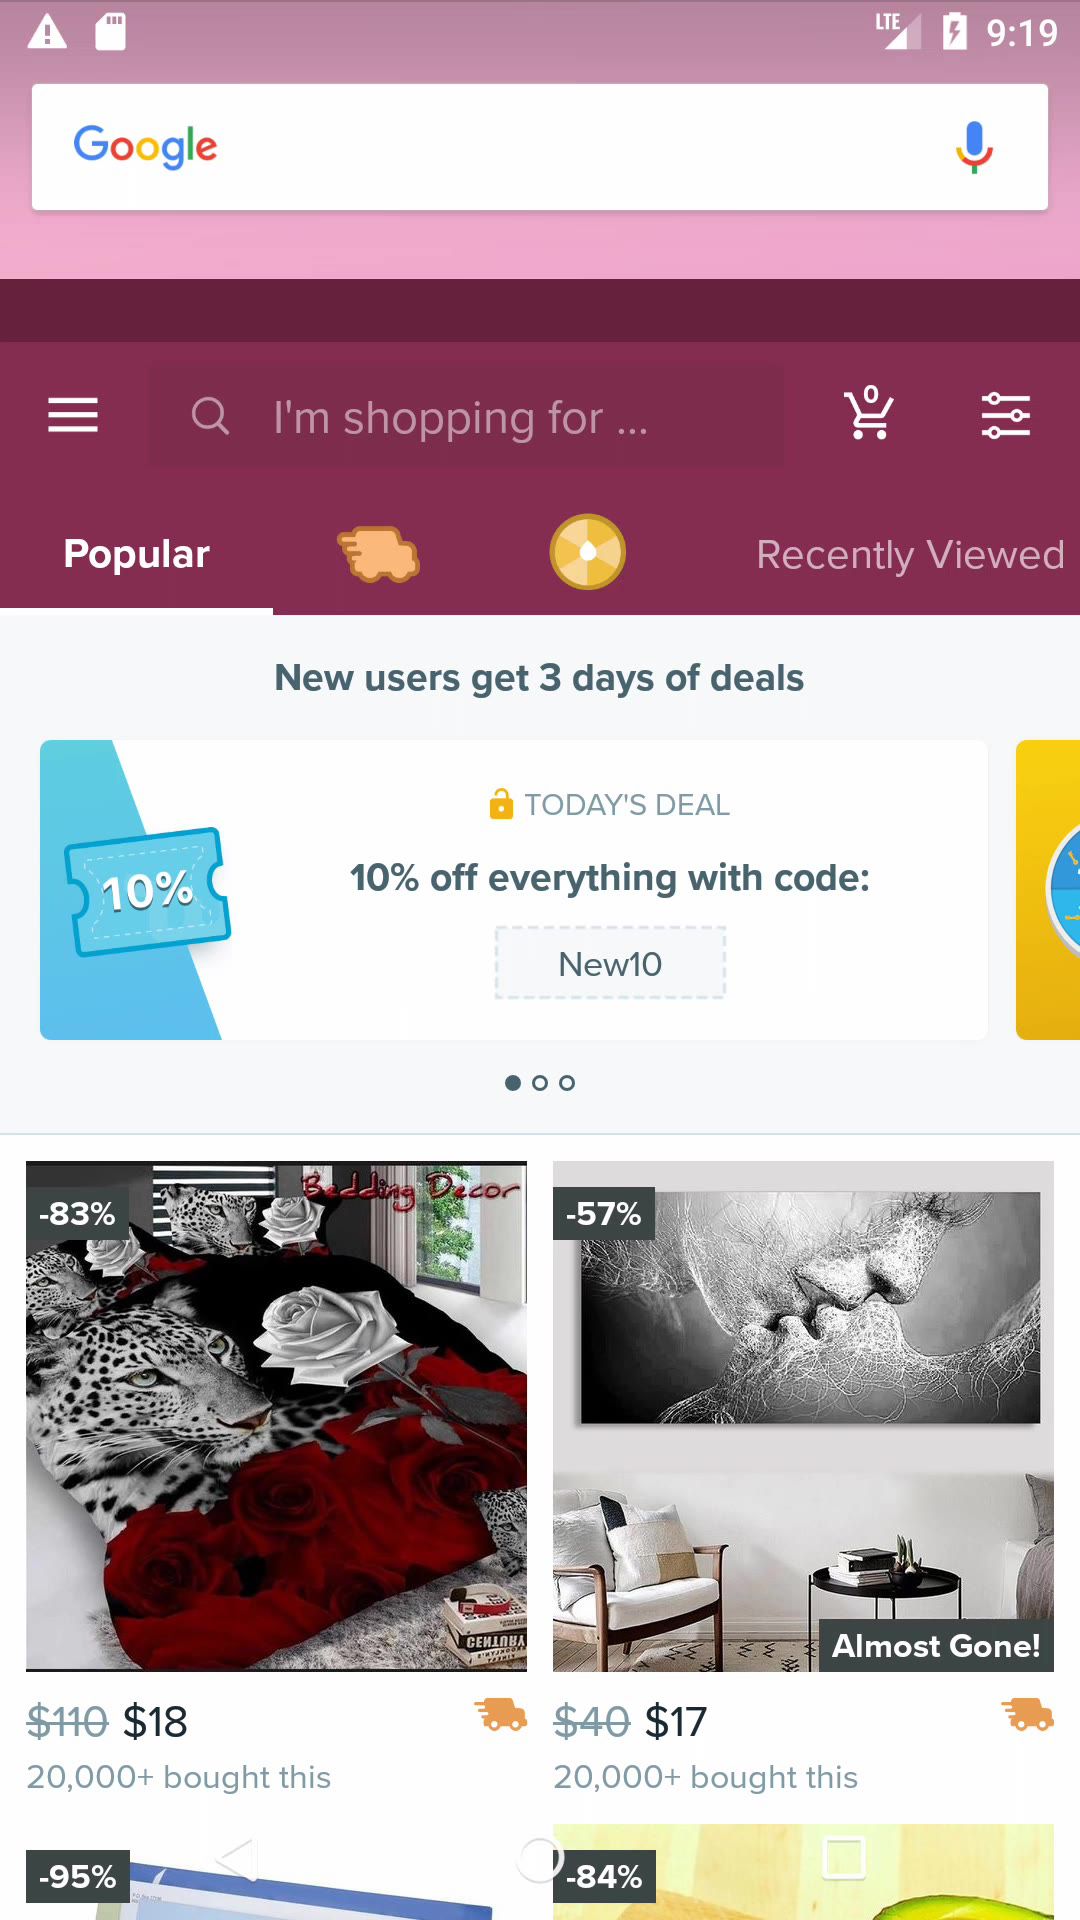 LTE 9:19
Google
0
I'm shopping for ...
Popular Recently Viewed
New users get 3 days of deals
TODAY'S DEAL
10%
10% off everything with code:
New10
-83%
Bedding Decor
-57%
CENTURY
Almost Gone!
$110 $18
$40 $17
20,000+ bought this
20,000+ bought this
-95%
-84%